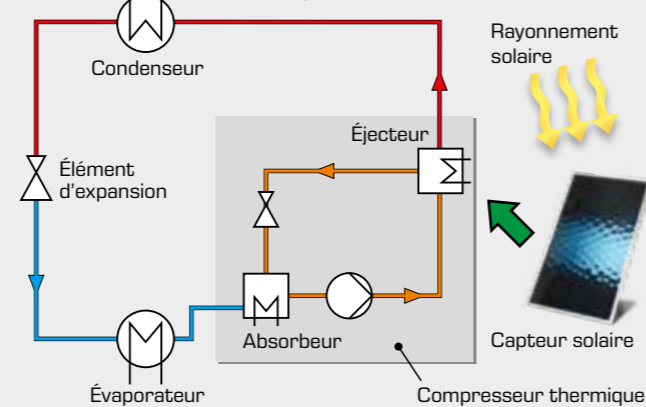 Condenseur
Rayonnement
solaire
Éjecteur
Élément
d'expansion
Absorbeur
Capteur solaire
Évaporateur
Compresseur thermique